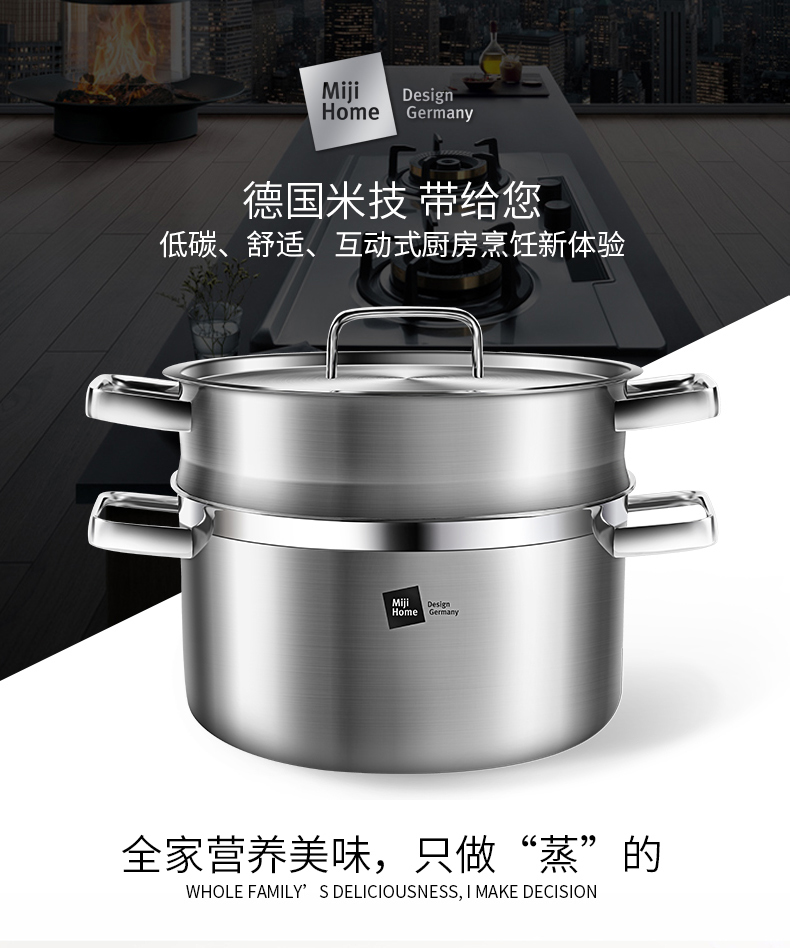 Miji
Home
Design
Germany
德国米技 带给您
低碳、舒适、互动式厨房烹饪新体验
Miji
Home
Design
Germany
全家营养美味，只做“蒸”的
WHOLE FAMILY’S DELICIOUSNESS, I MAKE DECISION